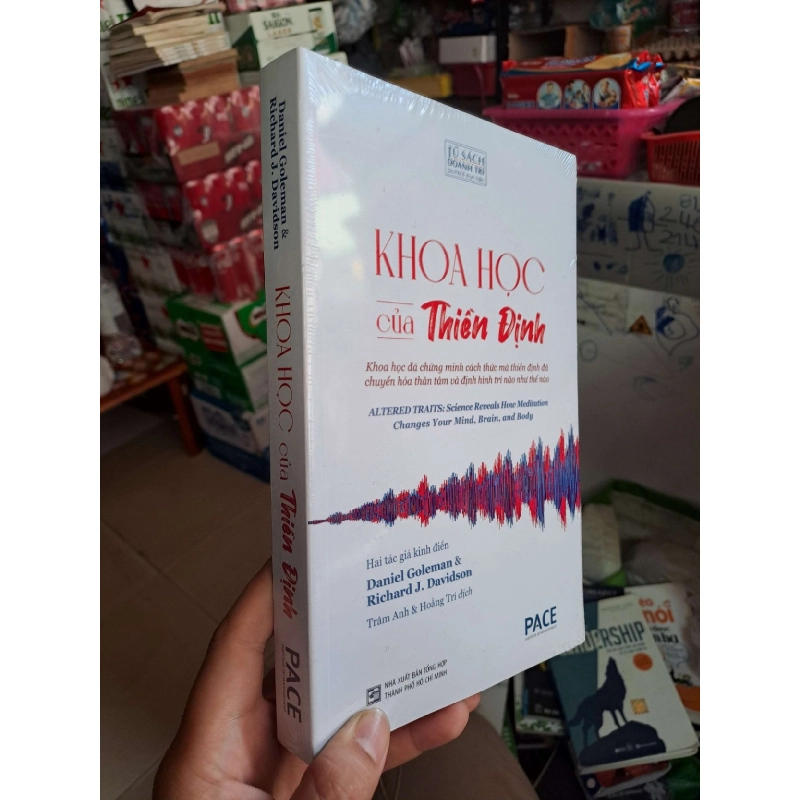 Daniel Goleman &
Richard J. Davidson
KHOA HỌC của Thiền Định
PACE
TỦ SÁCH
DOANH TRÍ
KHOA HỌC
của Thiền Định
Khoa học đã chứng minh cách thức mà thiền định đã
chuyển hóa thân tâm và định hình trí não như thế nào
ALTERED TRAITS: Science Reveals How Meditation
Changes Your Mind, Brain, and Body
Hai tác giả kinh điển
Daniel Goleman &
Richard J. Davidson
Trâm Anh & Hoằng Trí dịch
PACE
NHÀ XUẤT BẢN TỔNG HỢP
THÀNH PHỐ HỒ CHÍ MINH